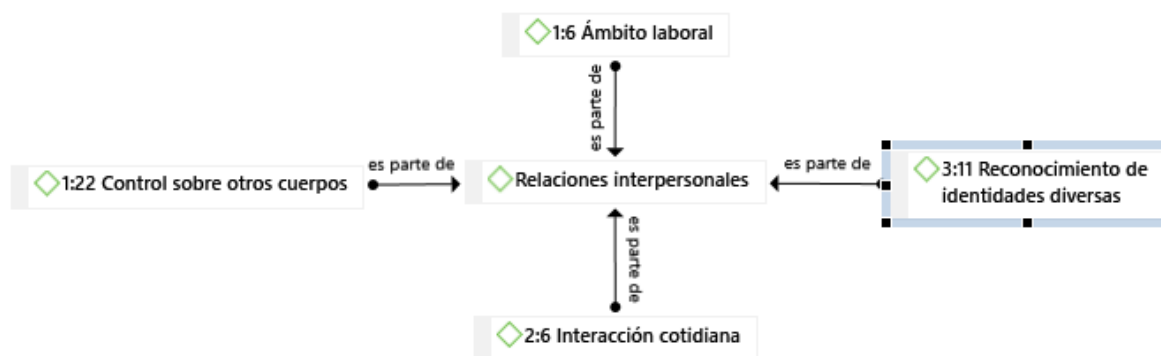 1:6 Ámbito laboral
es parte de
1:22 Control sobre otros cuerpos
es parte de
Relaciones interpersonales
es parte de
3:11 Reconocimiento de
identidades diversas
es parte de
2:6 Interacción cotidiana